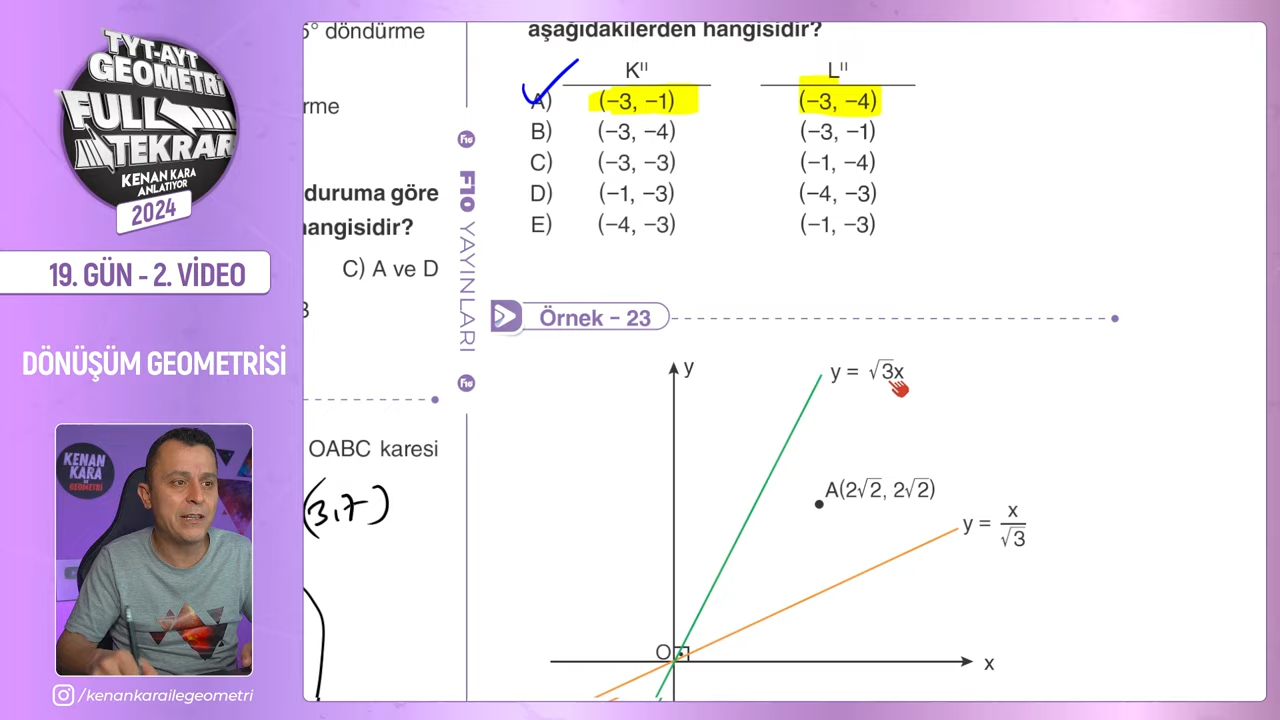 TYT-AYT
GEOMETRİ
FULL
TEKRAR
KENAN KARA
ANLATIYOR
2024
19. GÜN - 2. VİDEO
DÖNÜŞÜM GEOMETRİSİ
KENAN
KARA
GEOMETRİ
/kenankarailegeometri
5° döndürme
rme
duruma göre
hangisidir?
C) A ve D
OABC karesi
(3,7)
F10 YAYINLARI
F10
F10
aşağıdakilerden hangisidir?
K'' L''
A) (−3, −1) (−3, −4)
B) (−3, −4) (−3, −1)
C) (−3, −3) (−1, −4)
D) (−1, −3) (−4, −3)
E) (−4, −3) (−1, −3)
Örnek − 23
y
y = √3x
A(2√2, 2√2)
y = x/√3
O
x